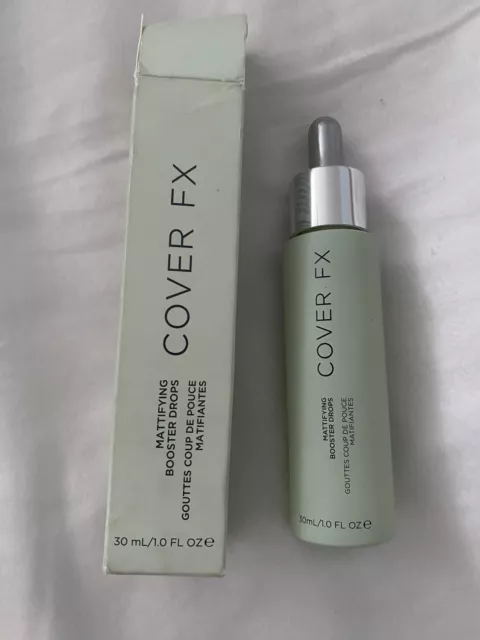 COVER FX
MATTIFYING
BOOSTER DROPS
GOUTTES COUP DE POUCE
MATIFIANTES
30 mL/1.0 FL OZ℮
COVER FX
MATTIFYING
BOOSTER DROPS
GOUTTES COUP DE POUCE
MATIFIANTES
30mL/1.0 FL OZ℮